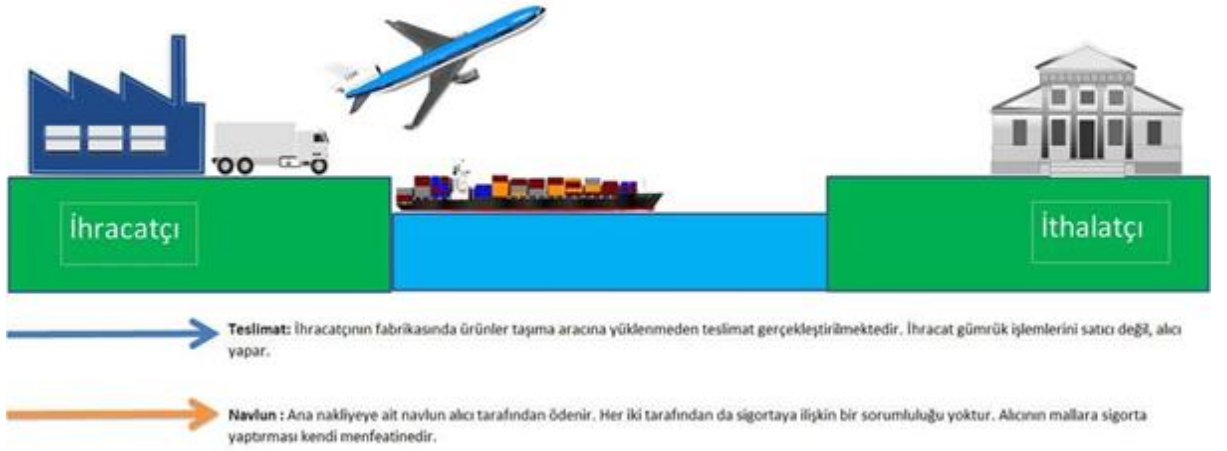 İhracatçı
İthalatçı
Teslimat: İhracatçının fabrikasında ürünler taşıma aracına yüklenmeden teslimat gerçekleştirilmektedir. İhracat gümrük işlemlerini satıcı değil, alıcı
yapar.
Navlun : Ana nakliyeye ait navlun alıcı tarafından ödenir. Her iki tarafından da sigortaya ilişkin bir sorumluluğu yoktur. Alıcının mallara sigorta
yaptırması kendi menfeatinedir.